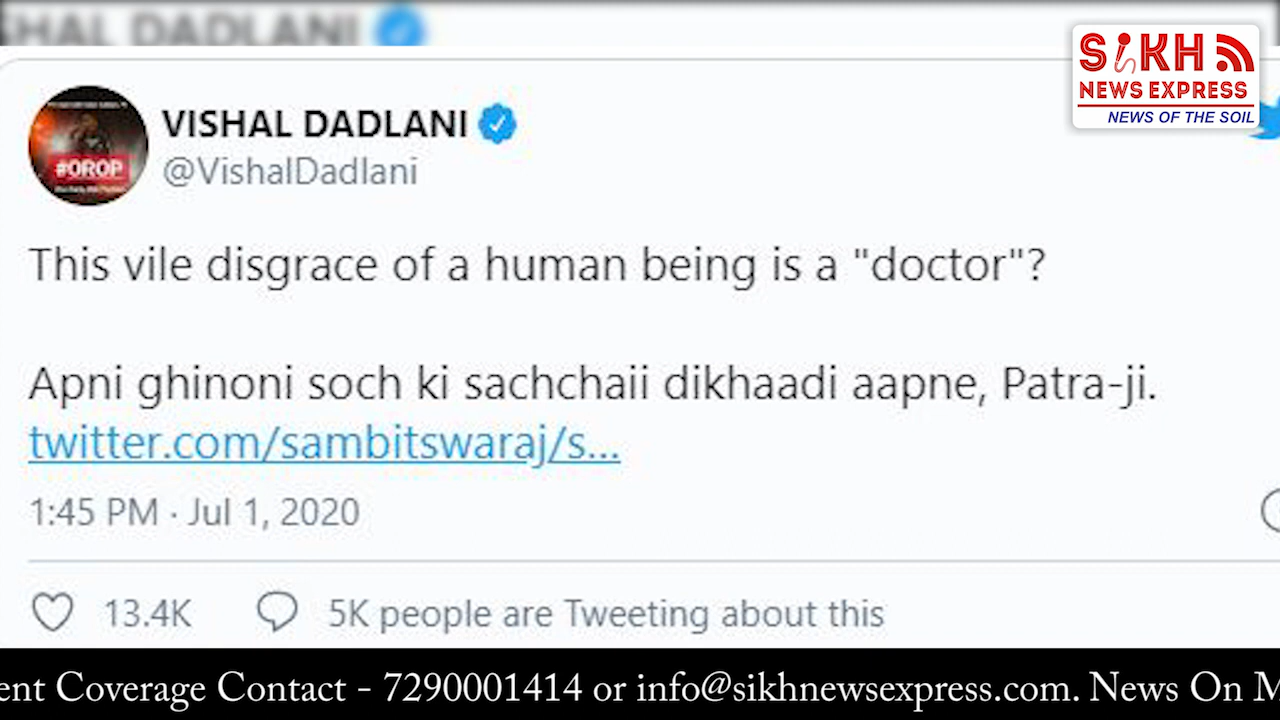 HAL DADLANI
SIKH
NEWS EXPRESS
NEWS OF THE SOIL
VISHAL DADLANI
@VishalDadlani
#OROP
This vile disgrace of a human being is a "doctor"?
Apni ghinoni soch ki sachchaii dikhaadi aapne, Patra-ji.
twitter.com/sambitswaraj/s...
1:45 PM · Jul 1, 2020
13.4K
5K people are Tweeting about this
ent Coverage Contact - 7290001414 or info@sikhnewsexpress.com. News On M